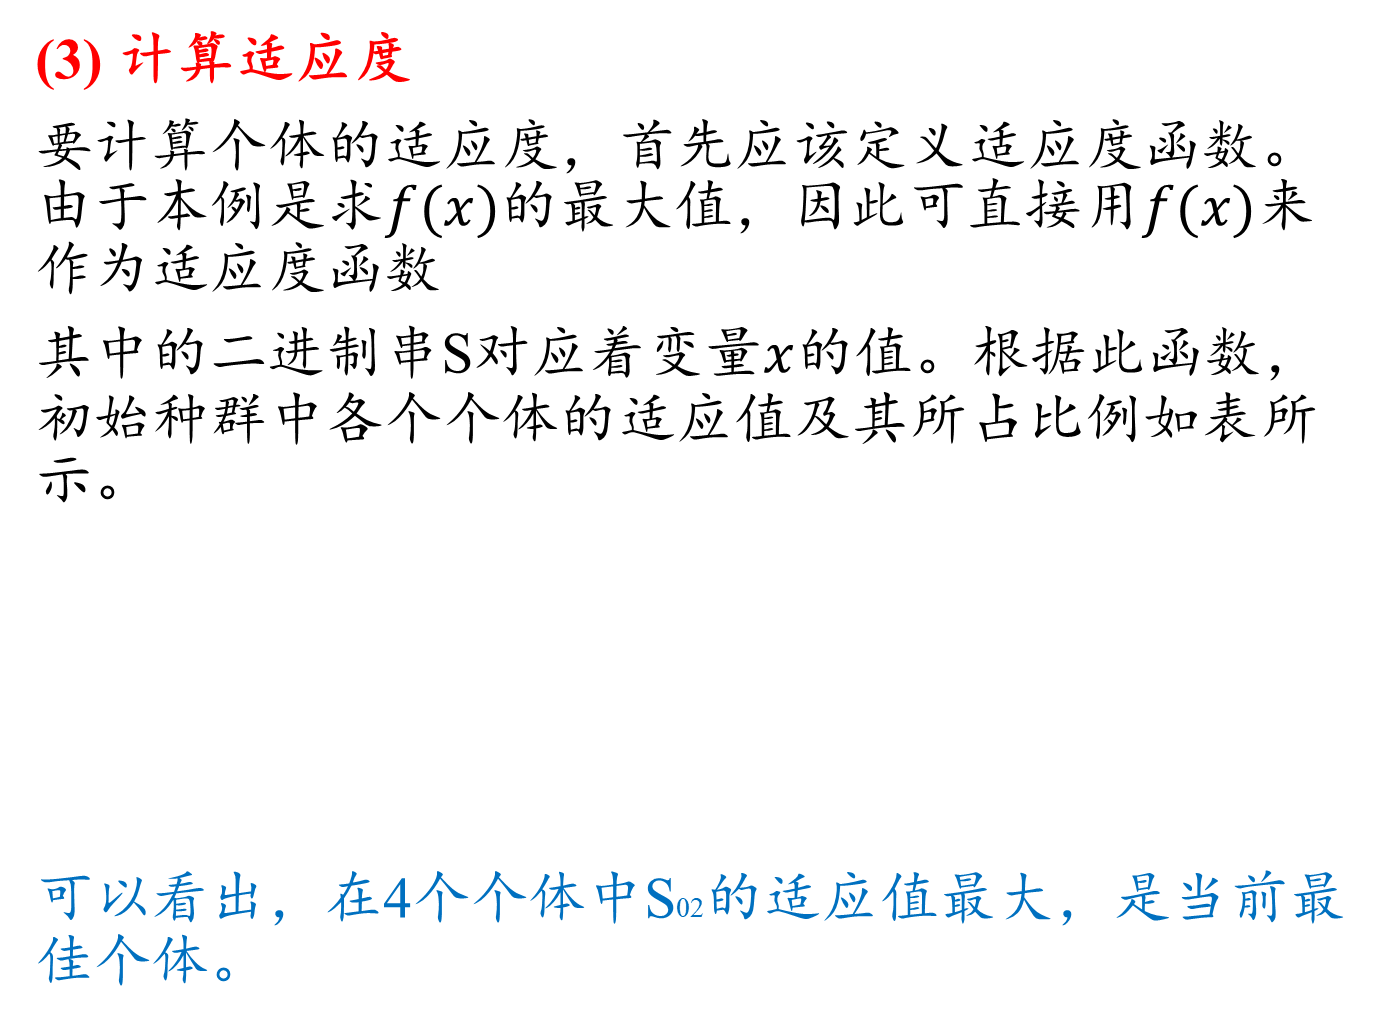 (3) 计算适应度
要计算个体的适应度，首先应该定义适应度函数。
由于本例是求f(x)的最大值，因此可直接用f(x)来
作为适应度函数
其中的二进制串S对应着变量x的值。根据此函数，
初始种群中各个个体的适应值及其所占比例如表所
示。
可以看出，在4个个体中S02的适应值最大，是当前最
佳个体。